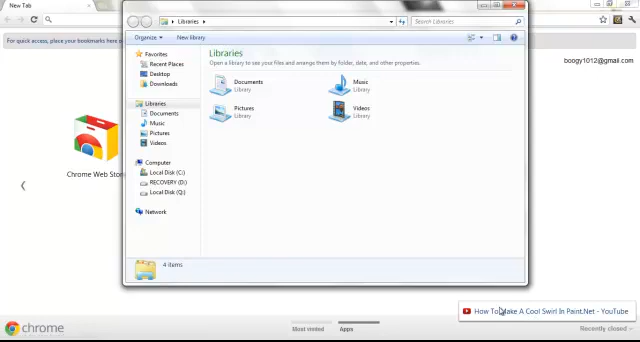 New Tab
For quick access, place your bookmarks here o
boogy1012@gmail.com
Libraries
Search Libraries
Organize
New library
Favorites
Recent Places
Desktop
Downloads
Libraries
Documents
Music
Pictures
Videos
Computer
Local Disk (C:)
RECOVERY (D:)
Local Disk (Q:)
Network
Libraries
Open a library to see your files and arrange them by folder, date, and other properties.
Documents
Library
Music
Library
Pictures
Library
Videos
Library
4 items
Chrome Web Stor
How To Make A Cool Swirl In Paint.Net - YouTube
chrome
Most visited
Apps
Recently closed